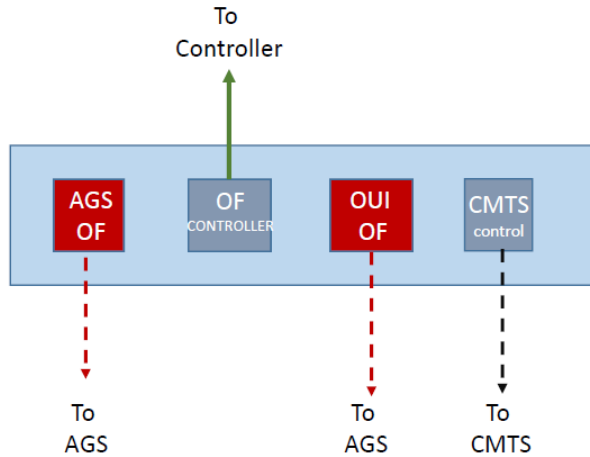 To
Controller
AGS
OF
OF
CONTROLLER
OUI
OF
CMTS
control
To
AGS
To
AGS
To
CMTS